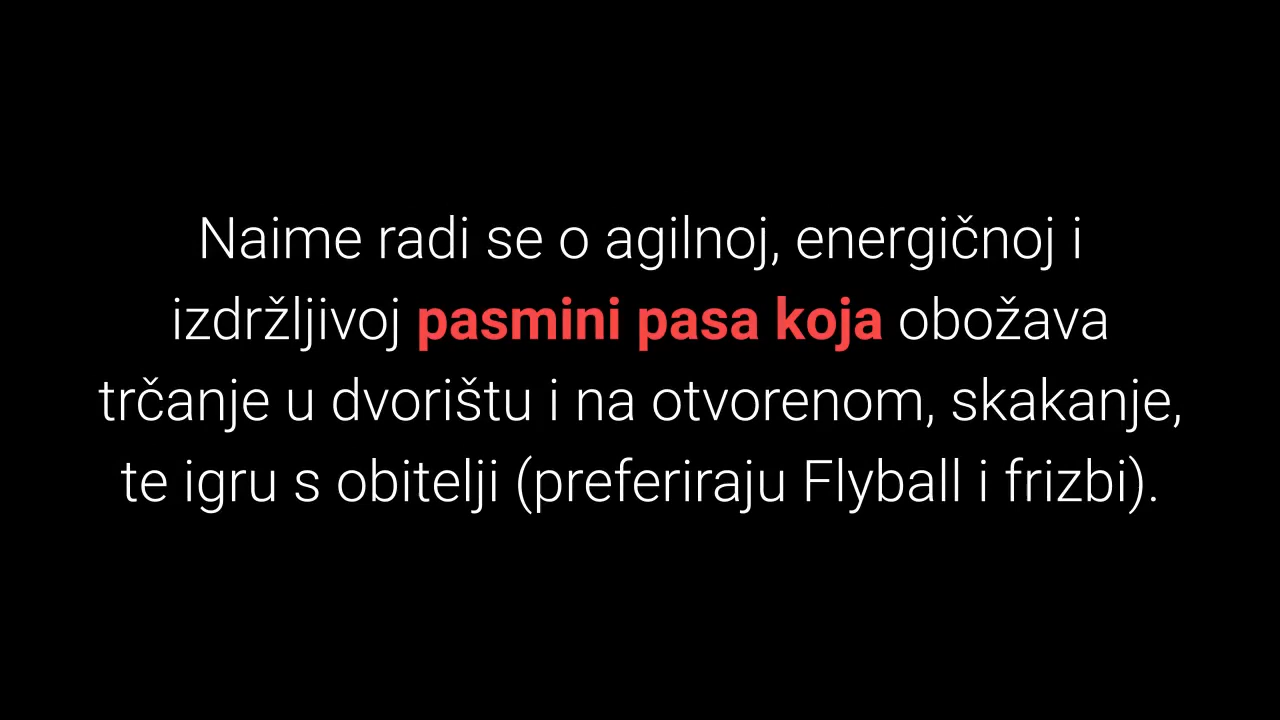 Naime radi se o agilnoj, energičnoj i
izdržljivoj pasmini pasa koja obožava
trčanje u dvorištu i na otvorenom, skakanje,
te igru s obitelji (preferiraju Flyball i frizbi).